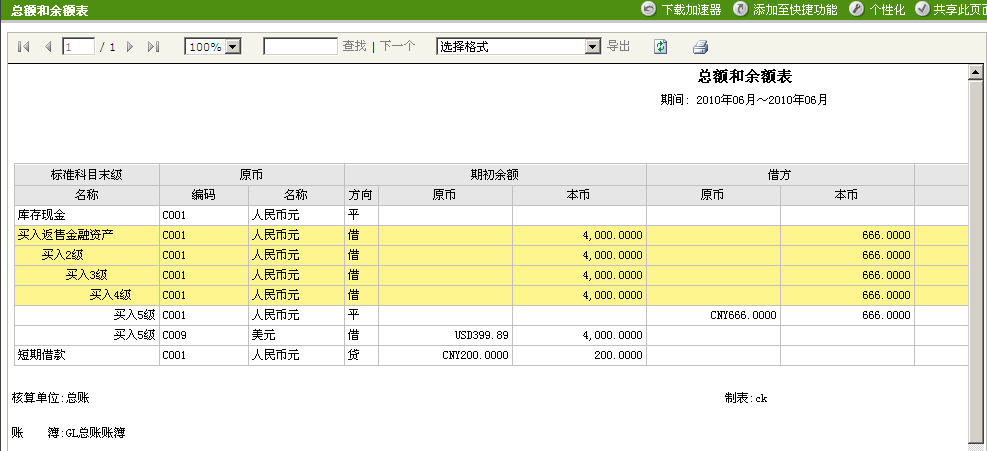 总额和余额表 下载加速器 添加至快捷功能 个性化 共享此页面
1 / 1 100% 查找 | 下一个 选择格式 导出
总额和余额表
期间: 2010年06月～2010年06月
标准科目末级 原币 期初余额 借方
名称 编码 名称 方向 原币 本币 原币 本币
库存现金 C001 人民币元 平
买入返售金融资产 C001 人民币元 借 4,000.0000 666.0000
买入2级 C001 人民币元 借 4,000.0000 666.0000
买入3级 C001 人民币元 借 4,000.0000 666.0000
买入4级 C001 人民币元 借 4,000.0000 666.0000
买入5级 C001 人民币元 平 CNY666.0000 666.0000
买入5级 C009 美元 借 USD399.89 4,000.0000
短期借款 C001 人民币元 贷 CNY200.0000 200.0000
核算单位:总账 制表:ck
账 簿:GL总账账簿